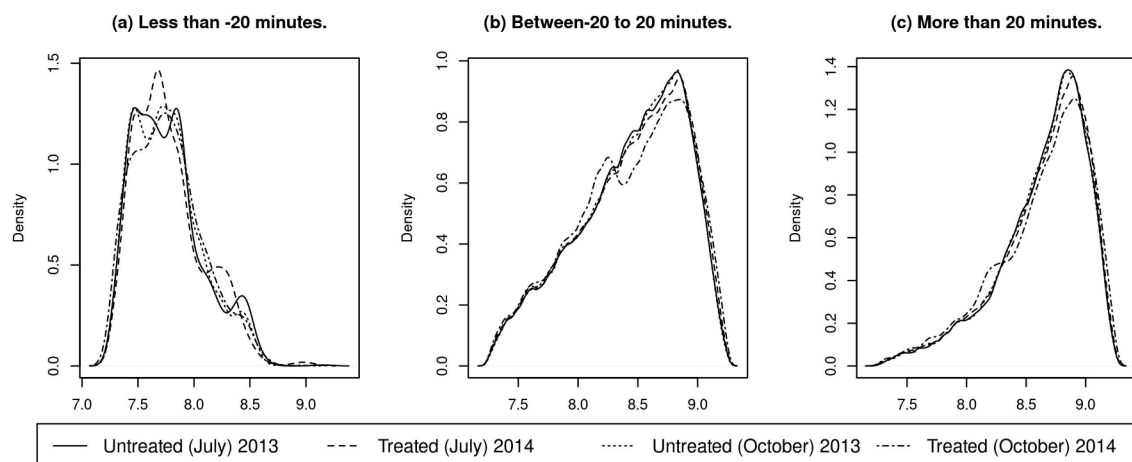 (a) Less than -20 minutes.
(b) Between-20 to 20 minutes.
(c) More than 20 minutes.
Density
0.0
0.5
1.0
1.5
7.0 7.5 8.0 8.5 9.0
Density
0.0
0.2
0.4
0.6
0.8
1.0
7.5 8.0 8.5 9.0
Density
0.0
0.2
0.4
0.6
0.8
1.0
1.2
1.4
7.5 8.0 8.5 9.0
Untreated (July) 2013 Treated (July) 2014 Untreated (October) 2013 Treated (October) 2014